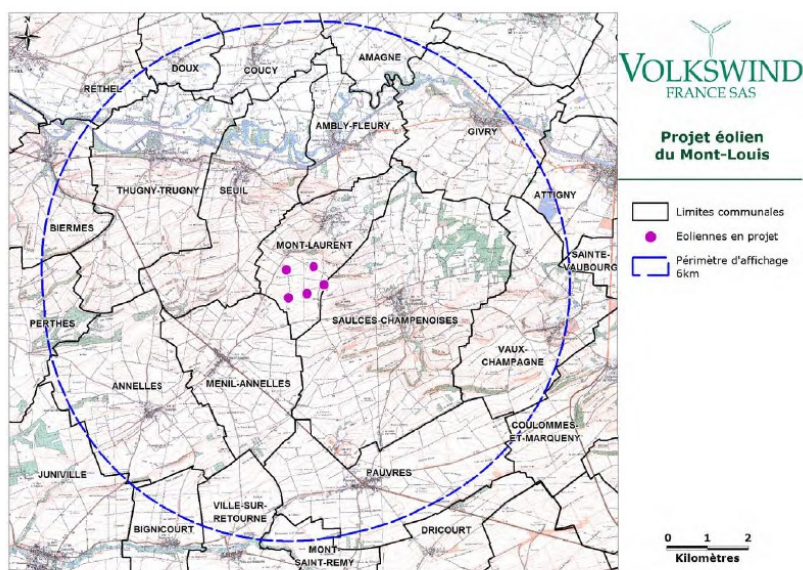 DOUX
COUCY
AMAGNE
RETHEL
AMBLY-FLEURY
GIVRY
THUGNY-TRUGNY
SEUIL
ATTIGNY
BIERMES
MONT-LAURENT
SAINTE-
VAUBOURG
PERTHES
SAULCES-CHAMPENOISES
VAUX-
CHAMPAGNE
ANNELLES
MENIL-ANNELLES
COULOMMES-
ET-MARQUENY
JUNIVILLE
PAUVRES
VILLE-SUR-
RETOURNE
BIGNICOURT
DRICOURT
MONT-
SAINT-REMY
VOLKSWIND
FRANCE SAS
Projet éolien
du Mont-Louis
Limites communales
Eoliennes en projet
Périmètre d'affichage
6km
0 1 2
Kilomètres